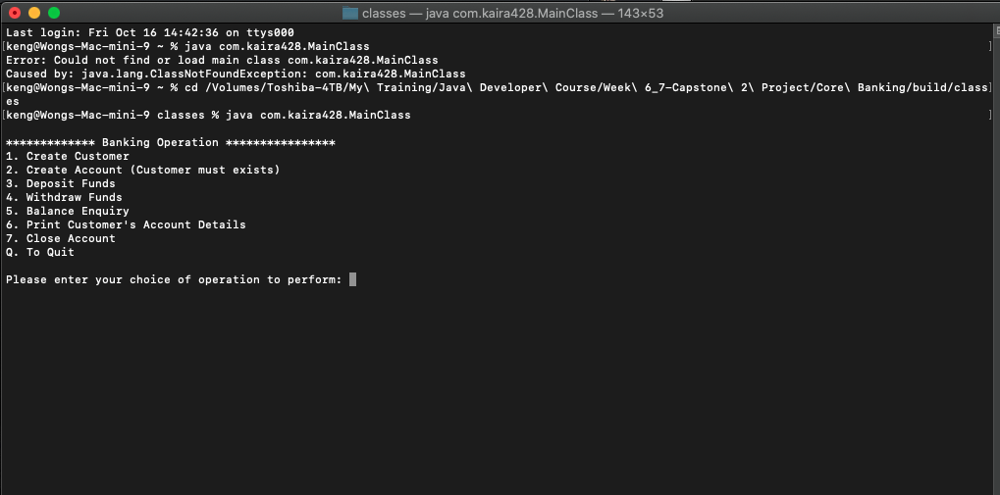 classes — java com.kaira428.MainClass — 143×53
Last login: Fri Oct 16 14:42:36 on ttys000
[keng@Wongs-Mac-mini-9 ~ % java com.kaira428.MainClass ]
Error: Could not find or load main class com.kaira428.MainClass
Caused by: java.lang.ClassNotFoundException: com.kaira428.MainClass
[keng@Wongs-Mac-mini-9 ~ % cd /Volumes/Toshiba-4TB/My\ Training/Java\ Developer\ Course/Week\ 6_7-Capstone\ 2\ Project/Core\ Banking/build/class]
es
[keng@Wongs-Mac-mini-9 classes % java com.kaira428.MainClass ]
************* Banking Operation ****************
1. Create Customer
2. Create Account (Customer must exists)
3. Deposit Funds
4. Withdraw Funds
5. Balance Enquiry
6. Print Customer's Account Details
7. Close Account
Q. To Quit
Please enter your choice of operation to perform: